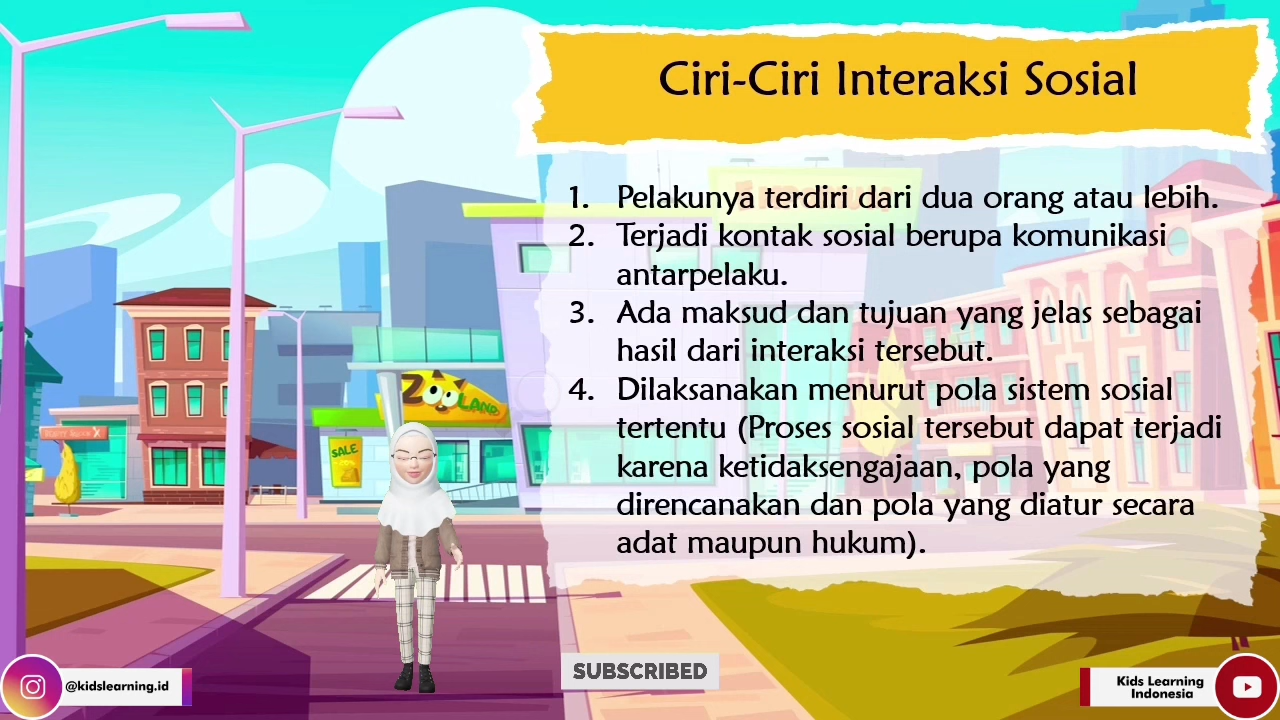 Ciri-Ciri Interaksi Sosial
1. Pelakunya terdiri dari dua orang atau lebih.
2. Terjadi kontak sosial berupa komunikasi
antarpelaku.
3. Ada maksud dan tujuan yang jelas sebagai
hasil dari interaksi tersebut.
4. Dilaksanakan menurut pola sistem sosial
tertentu (Proses sosial tersebut dapat terjadi
karena ketidaksengajaan, pola yang
direncanakan dan pola yang diatur secara
adat maupun hukum).
ZOO LAND
SALE
@kidslearning.id
SUBSCRIBED
Kids Learning
Indonesia